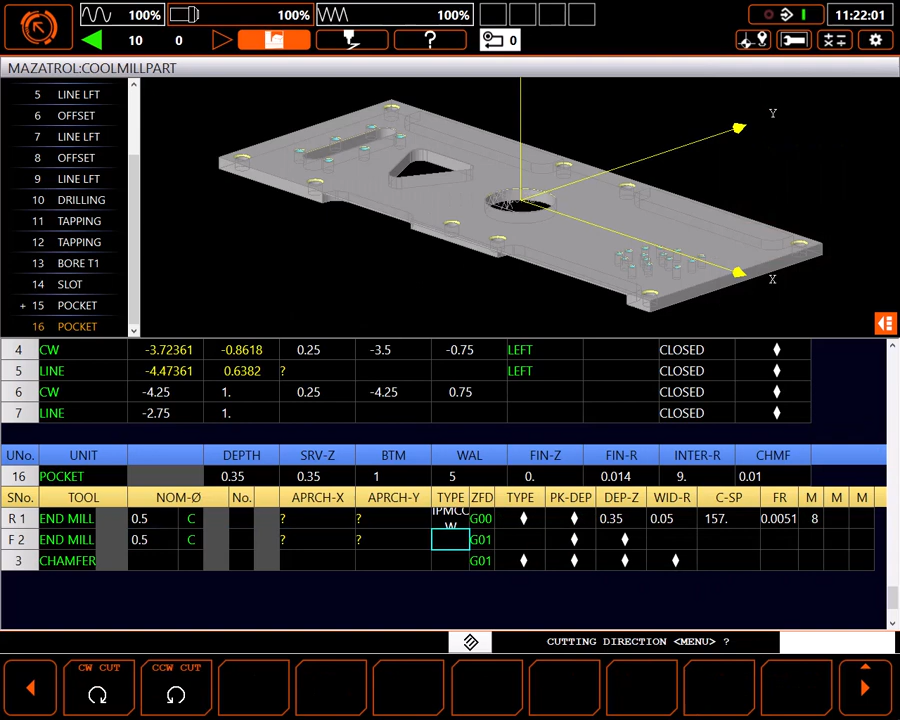 100% 100% 100% 11:22:01
10 0 ? 0
MAZATROL:COOLMILLPART
5 LINE LFT
6 OFFSET
7 LINE LFT
8 OFFSET
9 LINE LFT
10 DRILLING
11 TAPPING
12 TAPPING
13 BORE T1
14 SLOT
+ 15 POCKET
16 POCKET
Y
X
4 CW -3.72361 -0.8618 0.25 -3.5 -0.75 LEFT CLOSED ♦
5 LINE -4.47361 0.6382 ? LEFT CLOSED ♦
6 CW -4.25 1. 0.25 -4.25 0.75 CLOSED ♦
7 LINE -2.75 1. CLOSED ♦
UNo. UNIT DEPTH SRV-Z BTM WAL FIN-Z FIN-R INTER-R CHMF
16 POCKET 0.35 0.35 1 5 0. 0.014 9. 0.01
SNo. TOOL NOM-Ø No. APRCH-X APRCH-Y TYPE ZFD TYPE PK-DEP DEP-Z WID-R C-SP FR M M M
R 1 END MILL 0.5 C ? ? IPMCC W G00 ♦ ♦ 0.35 0.05 157. 0.0051 8
F 2 END MILL 0.5 C ? ? G01 ♦ ♦
3 CHAMFER G01 ♦ ♦ ♦ ♦
CUTTING DIRECTION <MENU> ?
CW CUT CCW CUT